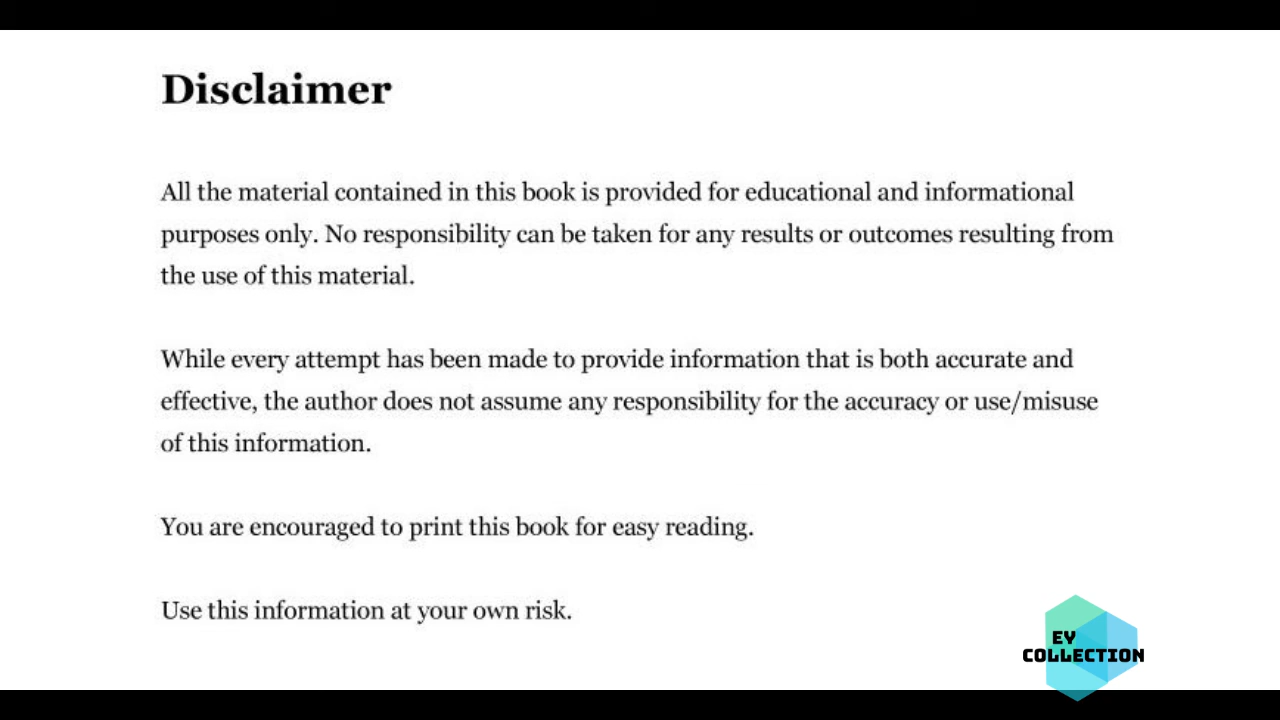 Disclaimer
All the material contained in this book is provided for educational and informational
purposes only. No responsibility can be taken for any results or outcomes resulting from
the use of this material.
While every attempt has been made to provide information that is both accurate and
effective, the author does not assume any responsibility for the accuracy or use/misuse
of this information.
You are encouraged to print this book for easy reading.
Use this information at your own risk.
EY
COLLECTION